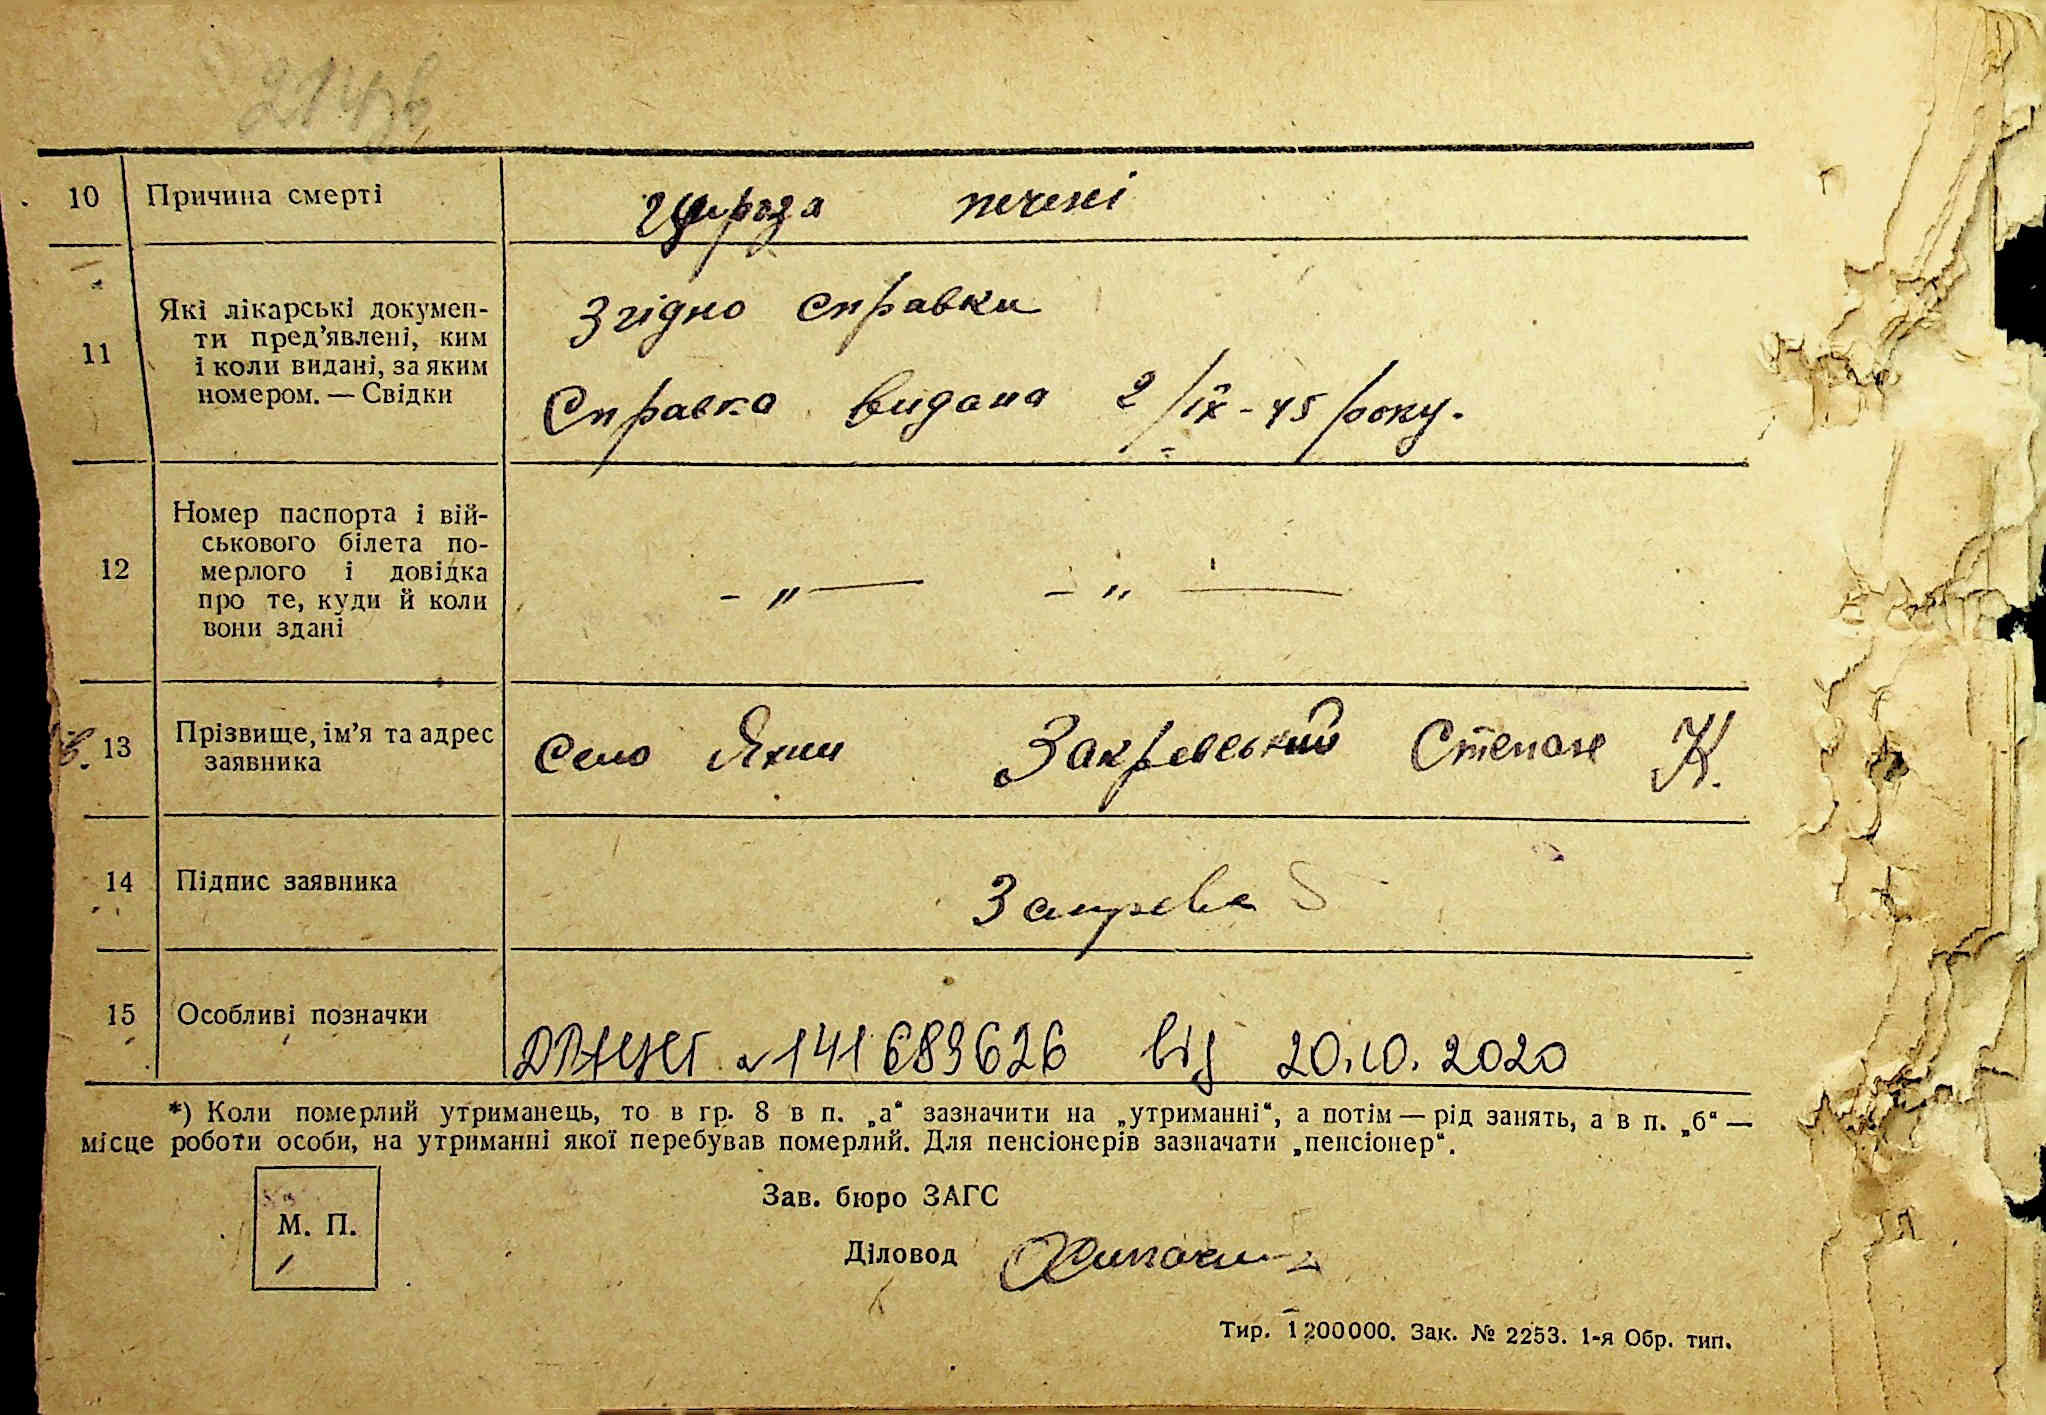 214зв
10 Причина смерті Цироза печені
11 Які лікарські докумен-
ти пред’явлені, ким
і коли видані, за яким
номером. — Свідки
Згідно справки
Справка видана 2/ІХ-45 року.
12 Номер паспорта і вій-
ськового білета по-
мерлого і довідка
про те, куди й коли
вони здані
- „ — - „ —
13 Прізвище, ім’я та адрес
заявника
Село Яхни Закревський Степан К.
14 Підпис заявника
15 Особливі позначки
№141689626 від 20.10.2020
*) Коли померлий утриманець, то в гр. 8 в п. „а“ зазначити на „утриманні“, а потім — рід занять, а в п. „б“ —
місце роботи особи, на утриманні якої перебував померлий. Для пенсіонерів зазначати „пенсіонер“.
М. П.
Зав. бюро ЗАГС
Діловод
Тир. 1200000. Зак. № 2253. 1-я Обр. тип.